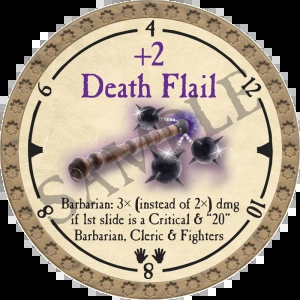 4
+2
Death Flail
6
12
SAMPLE
Barbarian: 3× (instead of 2×) dmg
if 1st slide is a Critical & "20"
Barbarian, Cleric & Fighters
10
8